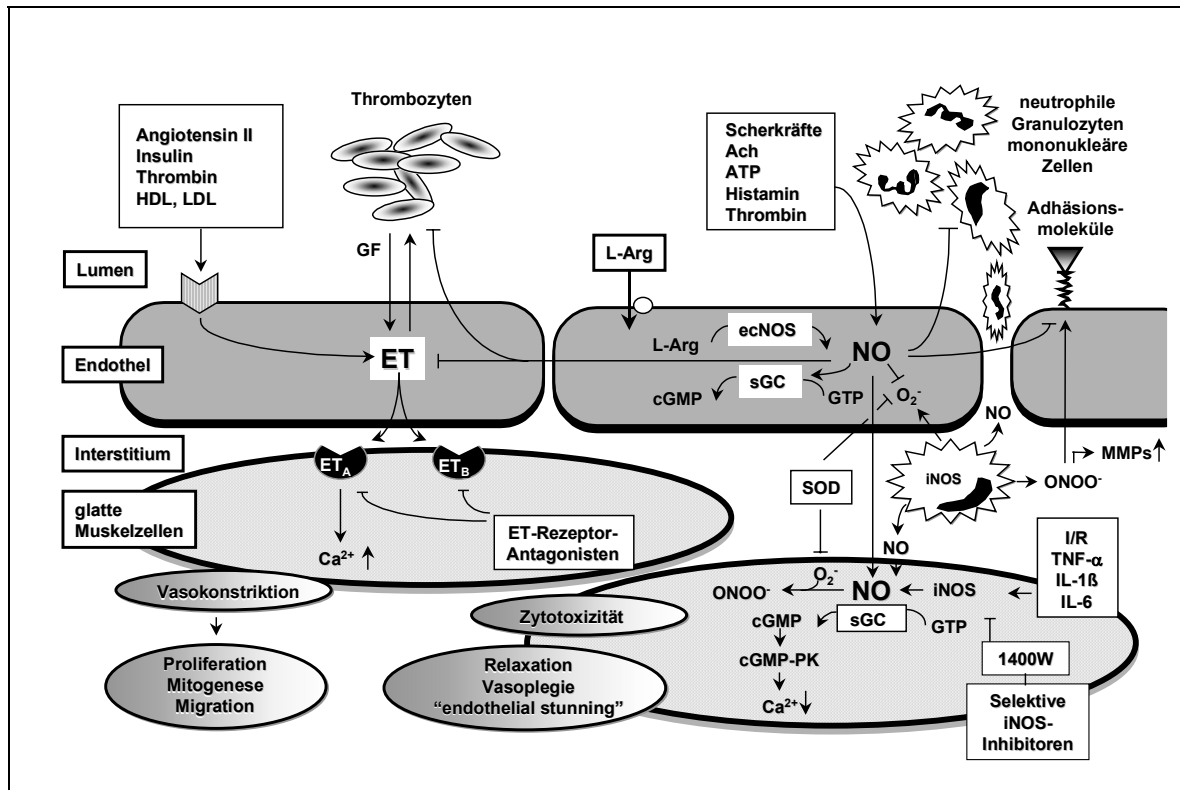 Thrombozyten
Angiotensin II
Insulin
Thrombin
HDL, LDL
Scherkräfte
Ach
ATP
Histamin
Thrombin
neutrophile
Granulozyten
mononukleäre
Zellen
Adhäsions-
moleküle
GF
L-Arg
Lumen
Endothel
ET
L-Arg
ecNOS
NO
cGMP
sGC
GTP
O₂⁻
NO
Interstitium
ET_A
ET_B
SOD
iNOS
ONOO⁻
MMPs
glatte
Muskelzellen
Ca²⁺
ET-Rezeptor-
Antagonisten
NO
I/R
TNF-α
IL-1ß
IL-6
Vasokonstriktion
ONOO⁻
O₂⁻
NO
iNOS
Zytotoxizität
cGMP
sGC
GTP
Proliferation
Mitogenese
Migration
Relaxation
Vasoplegie
“endothelial stunning”
cGMP-PK
Ca²⁺
1400W
Selektive
iNOS-
Inhibitoren